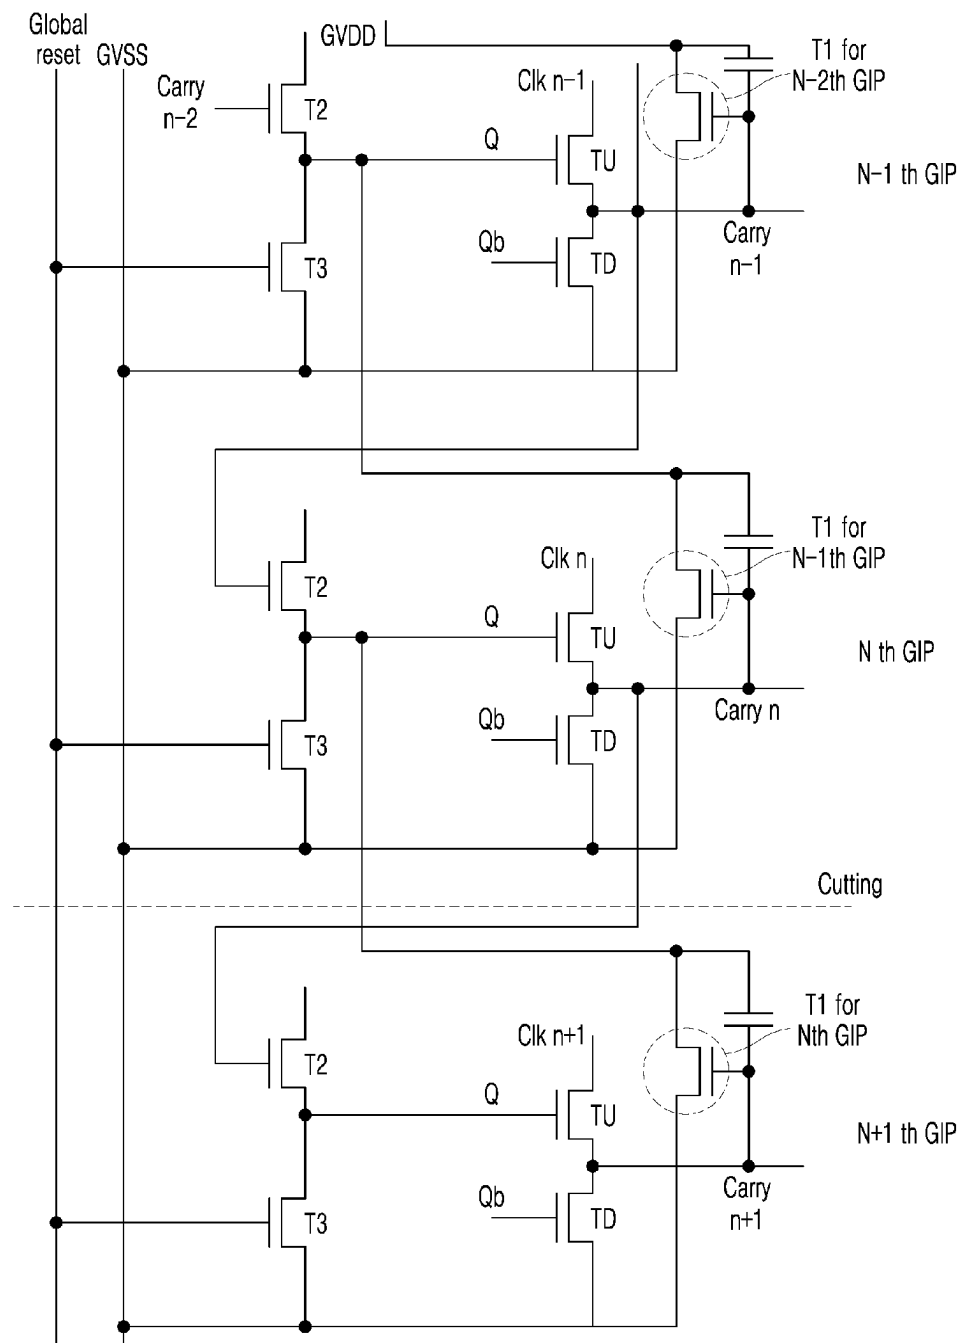 Global
reset
GVSS
GVDD
T1 for
N-2th GIP
Carry
n-2
T2
Clk n-1
Q
TU
N-1 th GIP
Carry
n-1
Qb
TD
T3
T1 for
N-1th GIP
Clk n
T2
Q
TU
N th GIP
Carry n
Qb
TD
T3
Cutting
T1 for
Nth GIP
Clk n+1
T2
Q
TU
N+1 th GIP
Carry
n+1
Qb
TD
T3